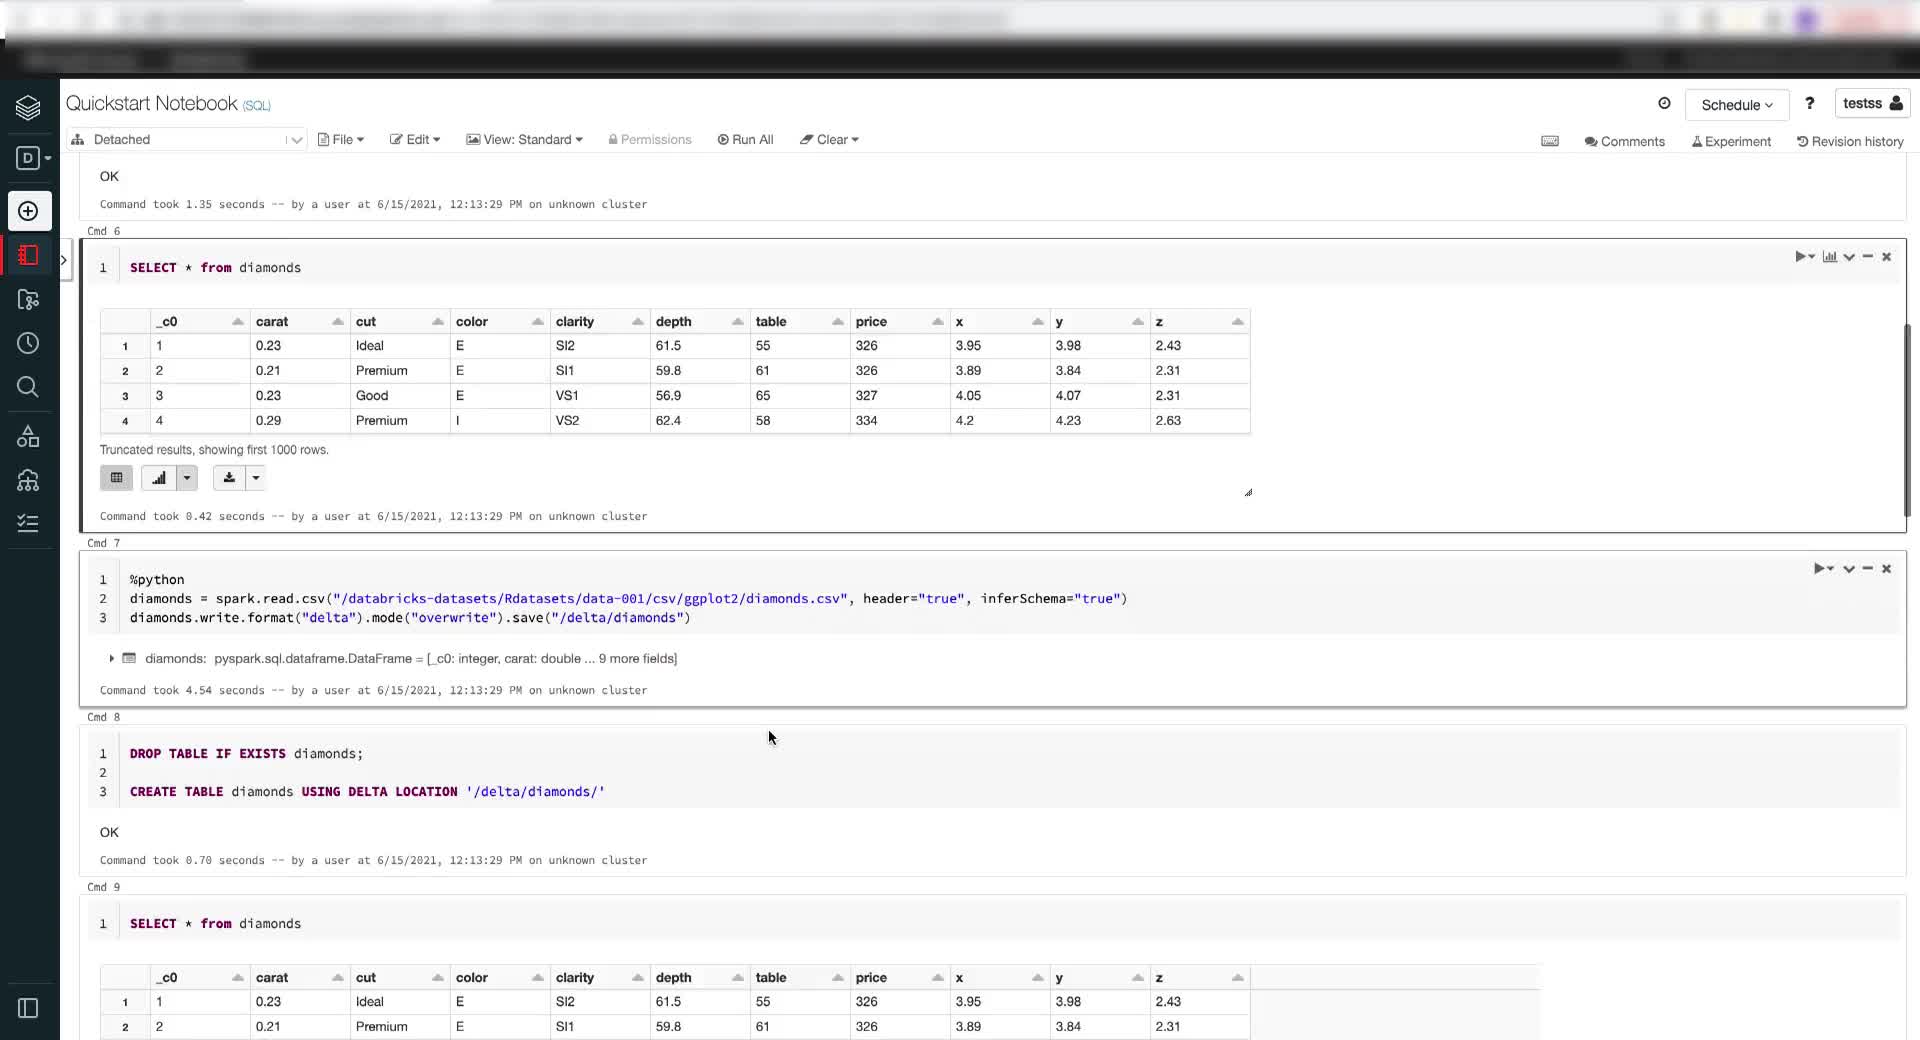 Quickstart Notebook (SQL)
Schedule
?
testss
D
Detached
File
Edit
View: Standard
Permissions
Run All
Clear
Comments
Experiment
Revision history
OK
Command took 1.35 seconds -- by a user at 6/15/2021, 12:13:29 PM on unknown cluster
Cmd 6
1 SELECT * from diamonds
_c0 carat cut color clarity depth table price x y z
1 1 0.23 Ideal E SI2 61.5 55 326 3.95 3.98 2.43
2 2 0.21 Premium E SI1 59.8 61 326 3.89 3.84 2.31
3 3 0.23 Good E VS1 56.9 65 327 4.05 4.07 2.31
4 4 0.29 Premium I VS2 62.4 58 334 4.2 4.23 2.63
Truncated results, showing first 1000 rows.
Command took 0.42 seconds -- by a user at 6/15/2021, 12:13:29 PM on unknown cluster
Cmd 7
1 %python
2 diamonds = spark.read.csv("/databricks-datasets/Rdatasets/data-001/csv/ggplot2/diamonds.csv", header="true", inferSchema="true")
3 diamonds.write.format("delta").mode("overwrite").save("/delta/diamonds")
diamonds: pyspark.sql.dataframe.DataFrame = [_c0: integer, carat: double ... 9 more fields]
Command took 4.54 seconds -- by a user at 6/15/2021, 12:13:29 PM on unknown cluster
Cmd 8
1 DROP TABLE IF EXISTS diamonds;
2
3 CREATE TABLE diamonds USING DELTA LOCATION '/delta/diamonds/'
OK
Command took 0.70 seconds -- by a user at 6/15/2021, 12:13:29 PM on unknown cluster
Cmd 9
1 SELECT * from diamonds
_c0 carat cut color clarity depth table price x y z
1 1 0.23 Ideal E SI2 61.5 55 326 3.95 3.98 2.43
2 2 0.21 Premium E SI1 59.8 61 326 3.89 3.84 2.31